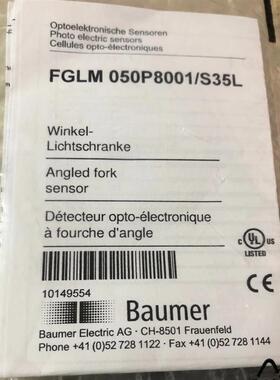 Optoelektronische Sensoren
Photo electric sensors
Cellules opto-électroniques
FGLM 050P8001/S35L
Winkel-
Lichtschranke
Angled fork
sensor
Détecteur opto-électronique
à fourche d'angle
C UL US
LISTED
10149554
Baumer
Baumer Electric AG · CH-8501 Frauenfeld
Phone +41 (0)52 728 1122 · Fax +41 (0)52 728 1144